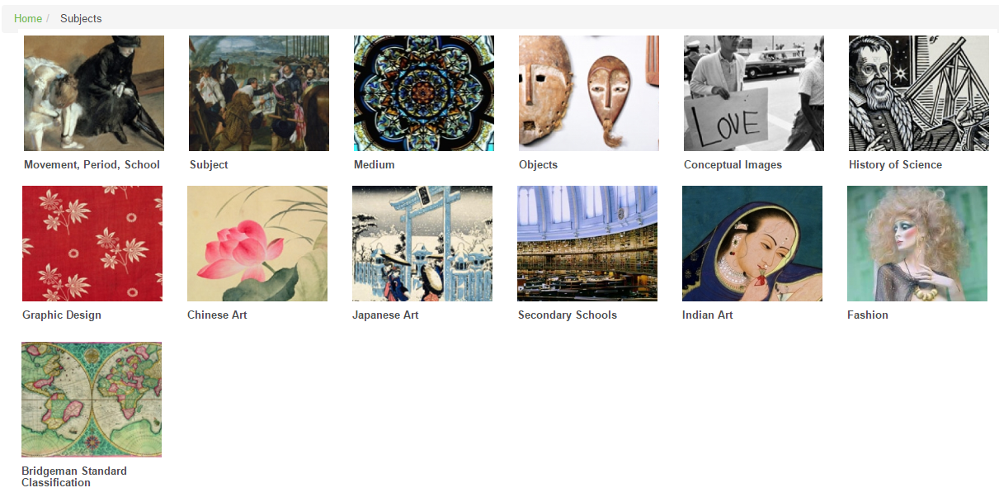 Home / Subjects
LOVE
Movement, Period, School
Subject
Medium
Objects
Conceptual Images
History of Science
Graphic Design
Chinese Art
Japanese Art
Secondary Schools
Indian Art
Fashion
Bridgeman Standard
Classification